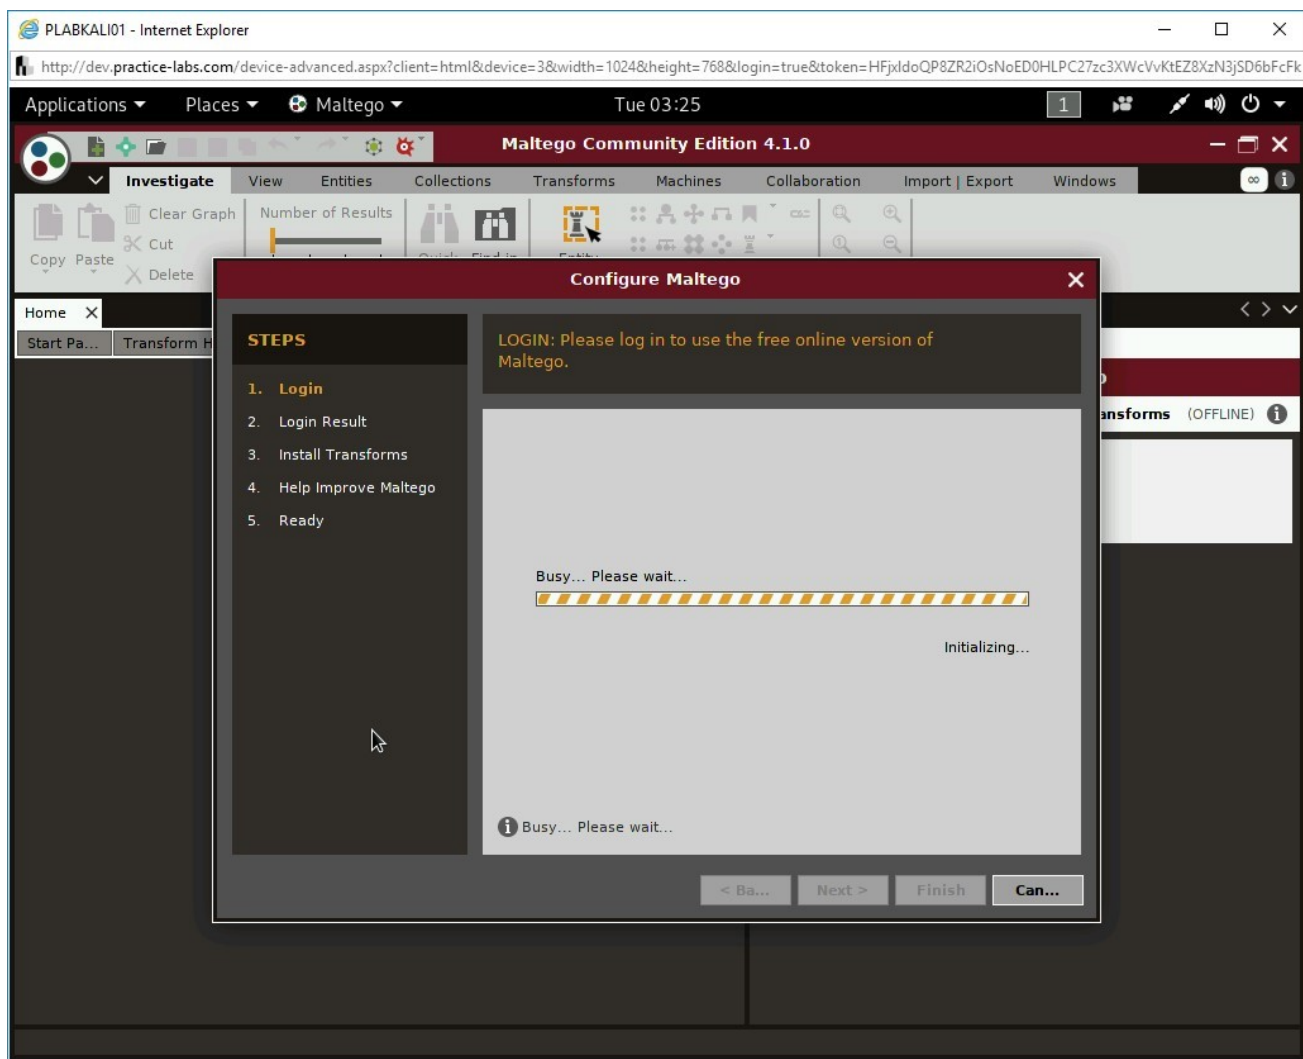 PLABKALI01 - Internet Explorer
http://dev.practice-labs.com/device-advanced.aspx?client=html&device=3&width=1024&height=768&login=true&token=HFjxIdoQP8ZR2iOsNoED0HLPC27zc3XWcVvKtEZ8XzN3jSD6bFcFk
Applications Places Maltego Tue 03:25 1
Maltego Community Edition 4.1.0
Investigate View Entities Collections Transforms Machines Collaboration Import | Export Windows
Clear Graph Number of Results
Cut
Copy Paste
Delete
Configure Maltego
Home
Start Pa... Transform H
STEPS
1. Login
2. Login Result
3. Install Transforms
4. Help Improve Maltego
5. Ready
LOGIN: Please log in to use the free online version of
Maltego.
ansforms (OFFLINE)
Busy... Please wait...
Initializing...
Busy... Please wait...
< Ba... Next > Finish Can...